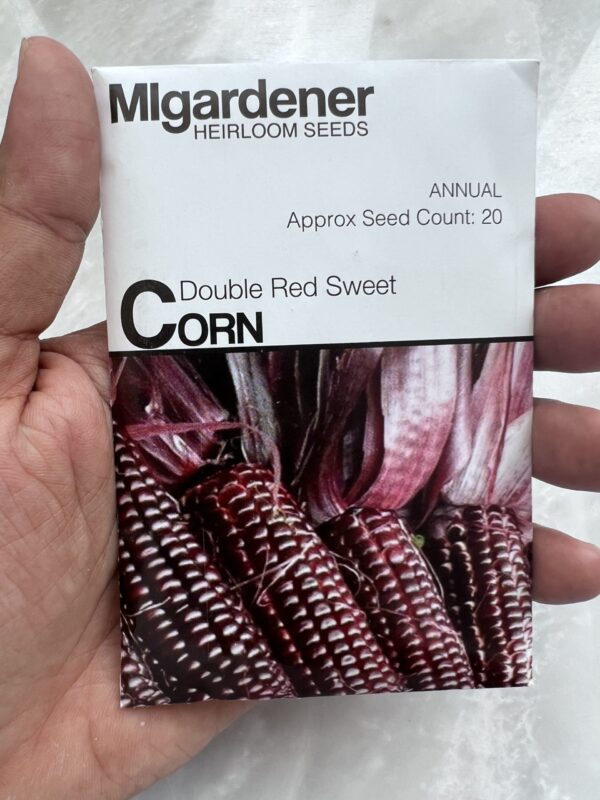 MIgardener
HEIRLOOM SEEDS
ANNUAL
Approx Seed Count: 20
Double Red Sweet
CORN